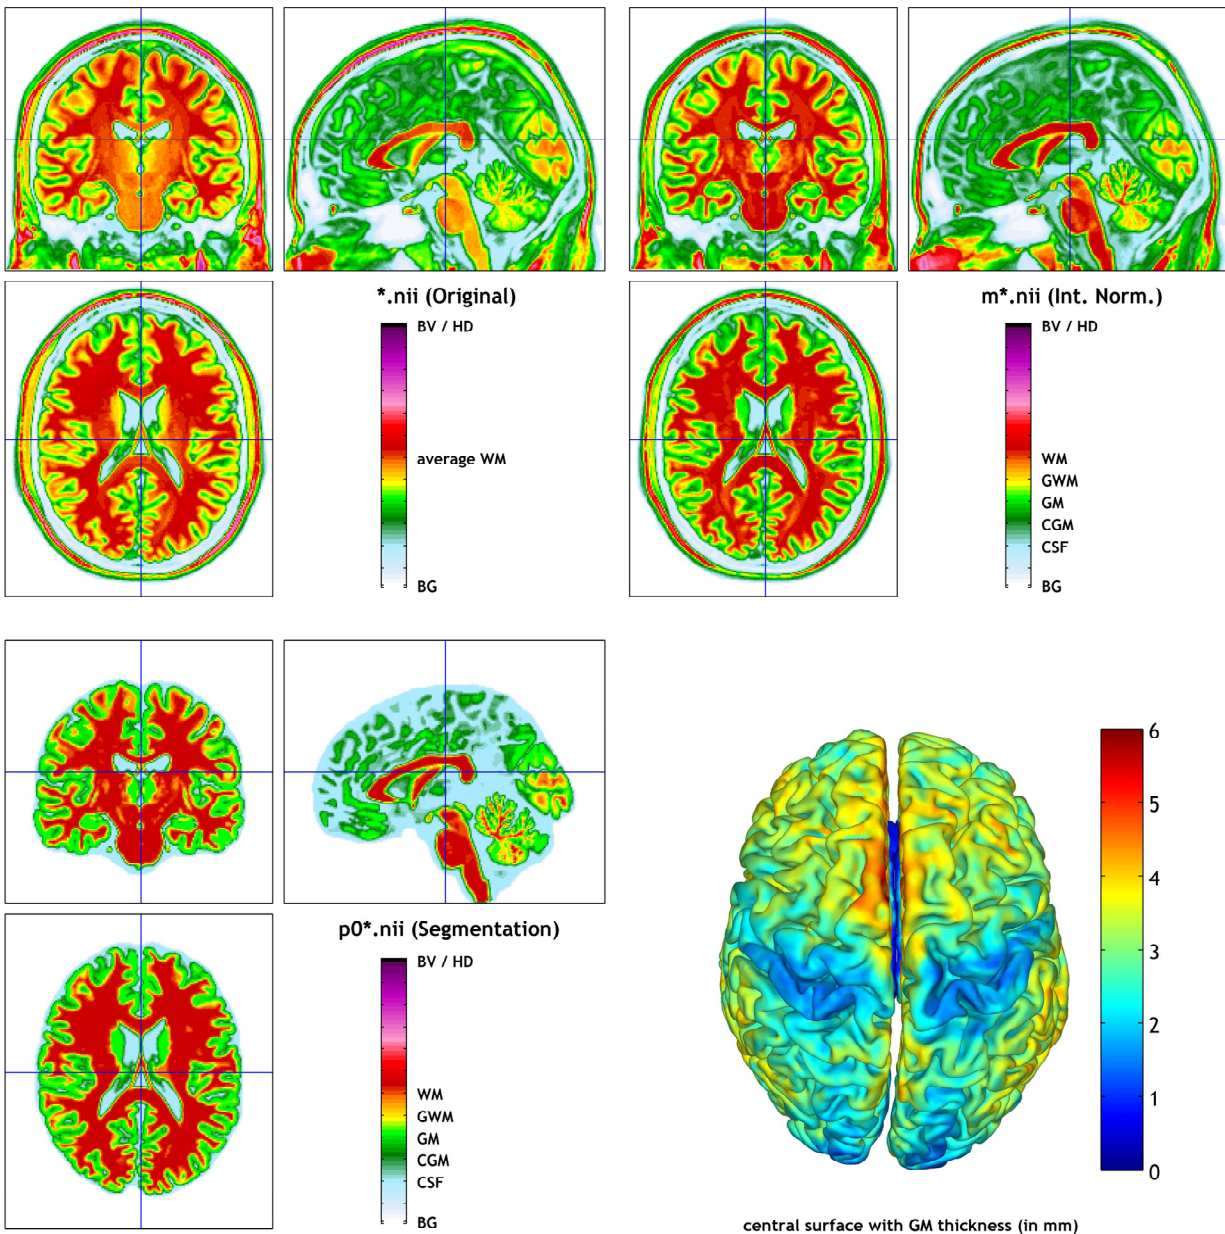 *.nii (Original)
BV / HD
average WM
BG
m*.nii (Int. Norm.)
BV / HD
WM
GWM
GM
CGM
CSF
BG
p0*.nii (Segmentation)
BV / HD
WM
GWM
GM
CGM
CSF
BG
6
5
4
3
2
1
0
central surface with GM thickness (in mm)